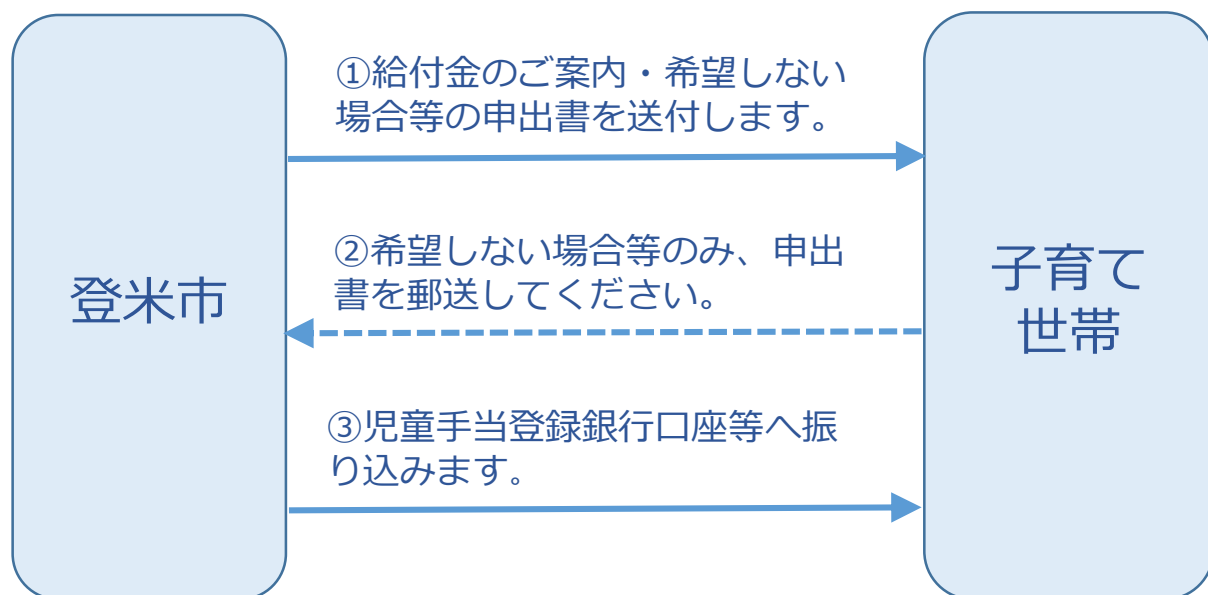 ①給付金のご案内・希望しない
場合等の申出書を送付します。
②希望しない場合等のみ、申出
書を郵送してください。
登米市
子育て
世帯
③児童手当登録銀行口座等へ振
り込みます。